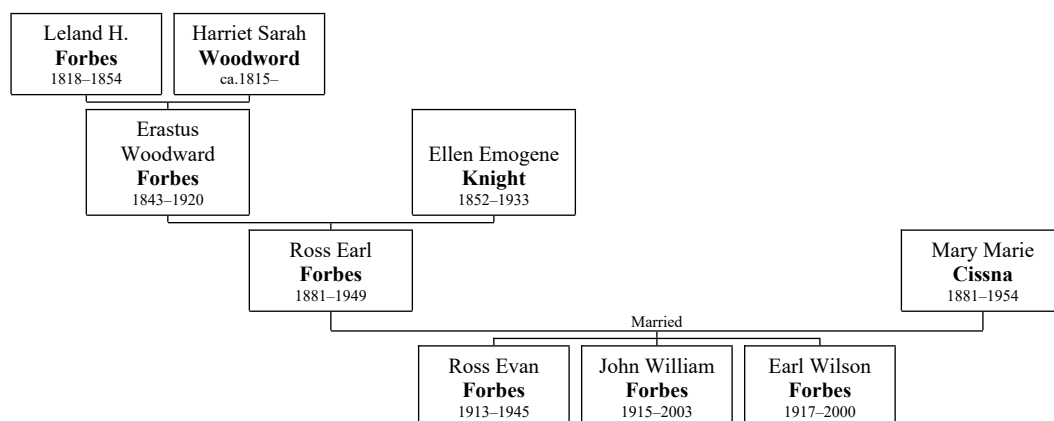 Leland H.
Forbes
1818–1854
Harriet Sarah
Woodword
ca.1815–
Erastus
Woodward
Forbes
1843–1920
Ellen Emogene
Knight
1852–1933
Ross Earl
Forbes
1881–1949
Mary Marie
Cissna
1881–1954
Married
Ross Evan
Forbes
1913–1945
John William
Forbes
1915–2003
Earl Wilson
Forbes
1917–2000